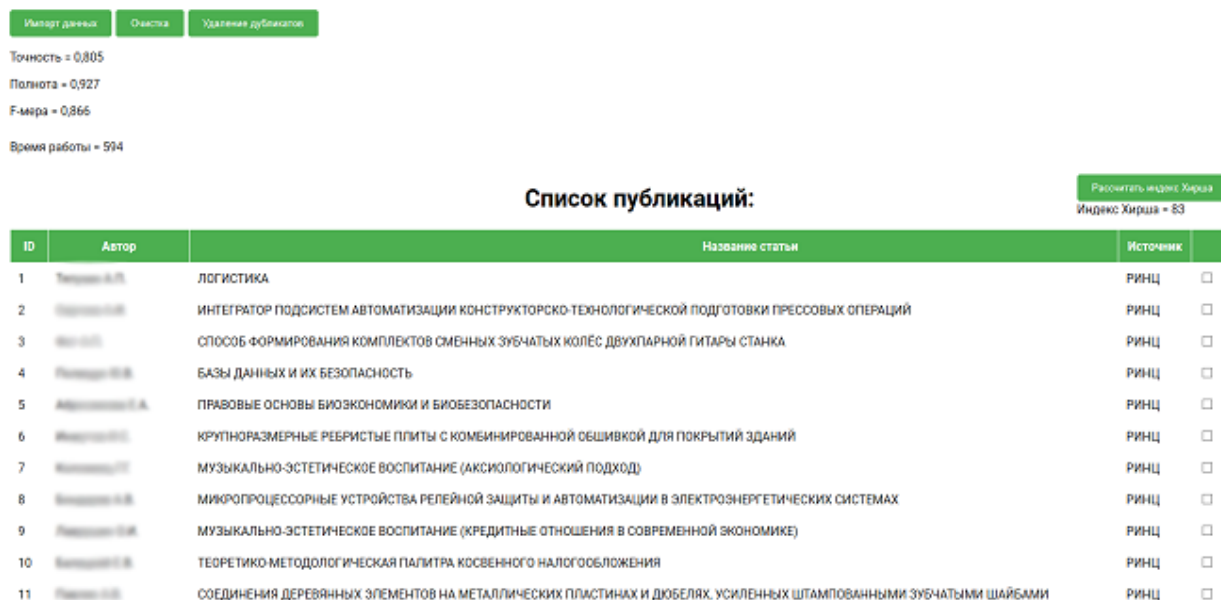 Импорт данных Очистка Удаление дубликатов
Точность = 0,805
Полнота = 0,927
F-мера = 0,866
Время работы = 594
Рассчитать индекс Хирша
Список публикаций:
Индекс Хирша = 83
ID Автор Название статьи Источник
1 ЛОГИСТИКА РИНЦ
2 ИНТЕГРАТОР ПОДСИСТЕМ АВТОМАТИЗАЦИИ КОНСТРУКТОРСКО-ТЕХНОЛОГИЧЕСКОЙ ПОДГОТОВКИ ПРЕССОВЫХ ОПЕРАЦИЙ РИНЦ
3 СПОСОБ ФОРМИРОВАНИЯ КОМПЛЕКТОВ СМЕННЫХ ЗУБЧАТЫХ КОЛЁС ДВУХПАРНОЙ ГИТАРЫ СТАНКА РИНЦ
4 БАЗЫ ДАННЫХ И ИХ БЕЗОПАСНОСТЬ РИНЦ
5 ПРАВОВЫЕ ОСНОВЫ БИОЭКОНОМИКИ И БИОБЕЗОПАСНОСТИ РИНЦ
6 КРУПНОРАЗМЕРНЫЕ РЕБРИСТЫЕ ПЛИТЫ С КОМБИНИРОВАННОЙ ОБШИВКОЙ ДЛЯ ПОКРЫТИЙ ЗДАНИЙ РИНЦ
7 МУЗЫКАЛЬНО-ЭСТЕТИЧЕСКОЕ ВОСПИТАНИЕ (АКСИОЛОГИЧЕСКИЙ ПОДХОД) РИНЦ
8 МИКРОПРОЦЕССОРНЫЕ УСТРОЙСТВА РЕЛЕЙНОЙ ЗАЩИТЫ И АВТОМАТИЗАЦИИ В ЭЛЕКТРОЭНЕРГЕТИЧЕСКИХ СИСТЕМАХ РИНЦ
9 МУЗЫКАЛЬНО-ЭСТЕТИЧЕСКОЕ ВОСПИТАНИЕ (КРЕДИТНЫЕ ОТНОШЕНИЯ В СОВРЕМЕННОЙ ЭКОНОМИКЕ) РИНЦ
10 ТЕОРЕТИКО-МЕТОДОЛОГИЧЕСКАЯ ПАЛИТРА КОСВЕННОГО НАЛОГООБЛОЖЕНИЯ РИНЦ
11 СОЕДИНЕНИЯ ДЕРЕВЯННЫХ ЭЛЕМЕНТОВ НА МЕТАЛЛИЧЕСКИХ ПЛАСТИНАХ И ДЮБЕЛЯХ, УСИЛЕННЫХ ШТАМПОВАННЫМИ ЗУБЧАТЫМИ ШАЙБАМИ РИНЦ